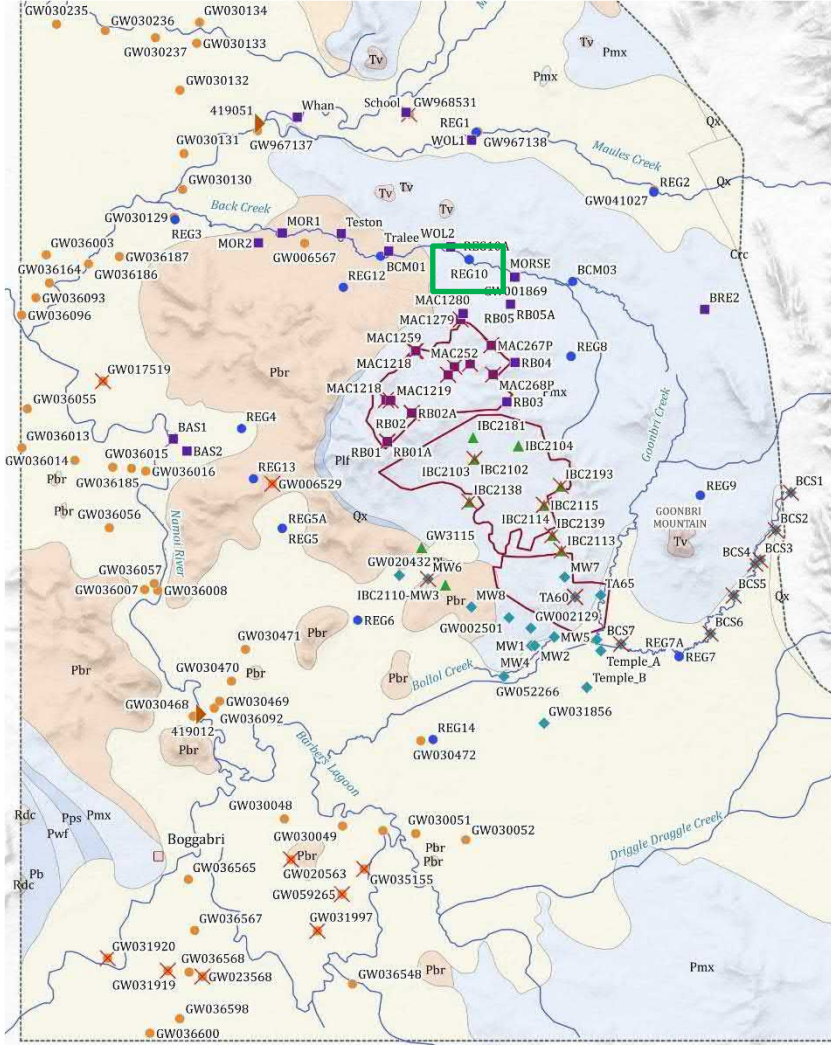 GW030235
GW030236
GW030134
GW030237
GW030133
Tv
Pmx
Tv
GW030132
Pmx
419051
Whan
School
GW968531
GW967137
REG1
WOL1
GW967138
Qx
GW030131
Maules Creek
GW030130
REG2
Qx
GW041027
Tv
Tv
Tv
Back Creek
GW030129
REG3
MOR1
Teston
WOL2
REG10A
GW036003
GW036187
MOR2
GW006567
Tralee
BCM01
REG10
MORSE
Crc
GW036164
GW036186
REG12
BCM03
GW036093
GW001869
BRE2
GW036096
MAC1280
MAC1279
RB05
RB05A
MAC1259
MAC267P
REG8
MAC1218
MAC252
RB04
GW017519
Pbr
MAC1218
MAC1219
MAC268P
Pmx
GW036055
RB02A
RB03
Goonbri Creek
BAS1
REG4
RB02
IBC2181
GW036013
BAS2
RB01
RB01A
IBC2104
GW036014
GW036015
GW036016
Plf
IBC2103
IBC2102
Pbr
GW036185
REG13
GW006529
IBC2138
IBC2193
REG9
BCS1
Pbr
IBC2115
GOONBRI
MOUNTAIN
GW036056
Namoi River
REG5A
REG5
Qx
IBC2114
IBC2139
BCS2
Tv
GW3115
IBC2113
BCS4
BCS3
GW020432
MW6
MW7
TA65
GW036057
GW036007
GW036008
IBC2110-MW3
Pbr
MW8
TA60
BCS5
Qx
REG6
GW002501
GW002129
BCS6
Pbr
MW1
MW5
BCS7
REG7A
REG7
GW030471
MW2
Temple_A
GW030470
Pbr
Pbr
Bollol Creek
MW4
Temple_B
GW052266
GW030468
GW030469
GW036092
419012
GW031856
Pbr
Barbers Lagoon
REG14
GW030472
Rdc
Pps
Pmx
Pwf
GW030048
GW030051
GW030052
Boggabri
GW030049
Pbr
Pbr
Pbr
Driggle Draggle Creek
Pb
Rdc
GW036565
GW020563
GW035155
GW059265
GW036567
GW031997
GW031920
GW036568
GW031919
GW023568
GW036548
Pbr
Pmx
GW036598
GW036600